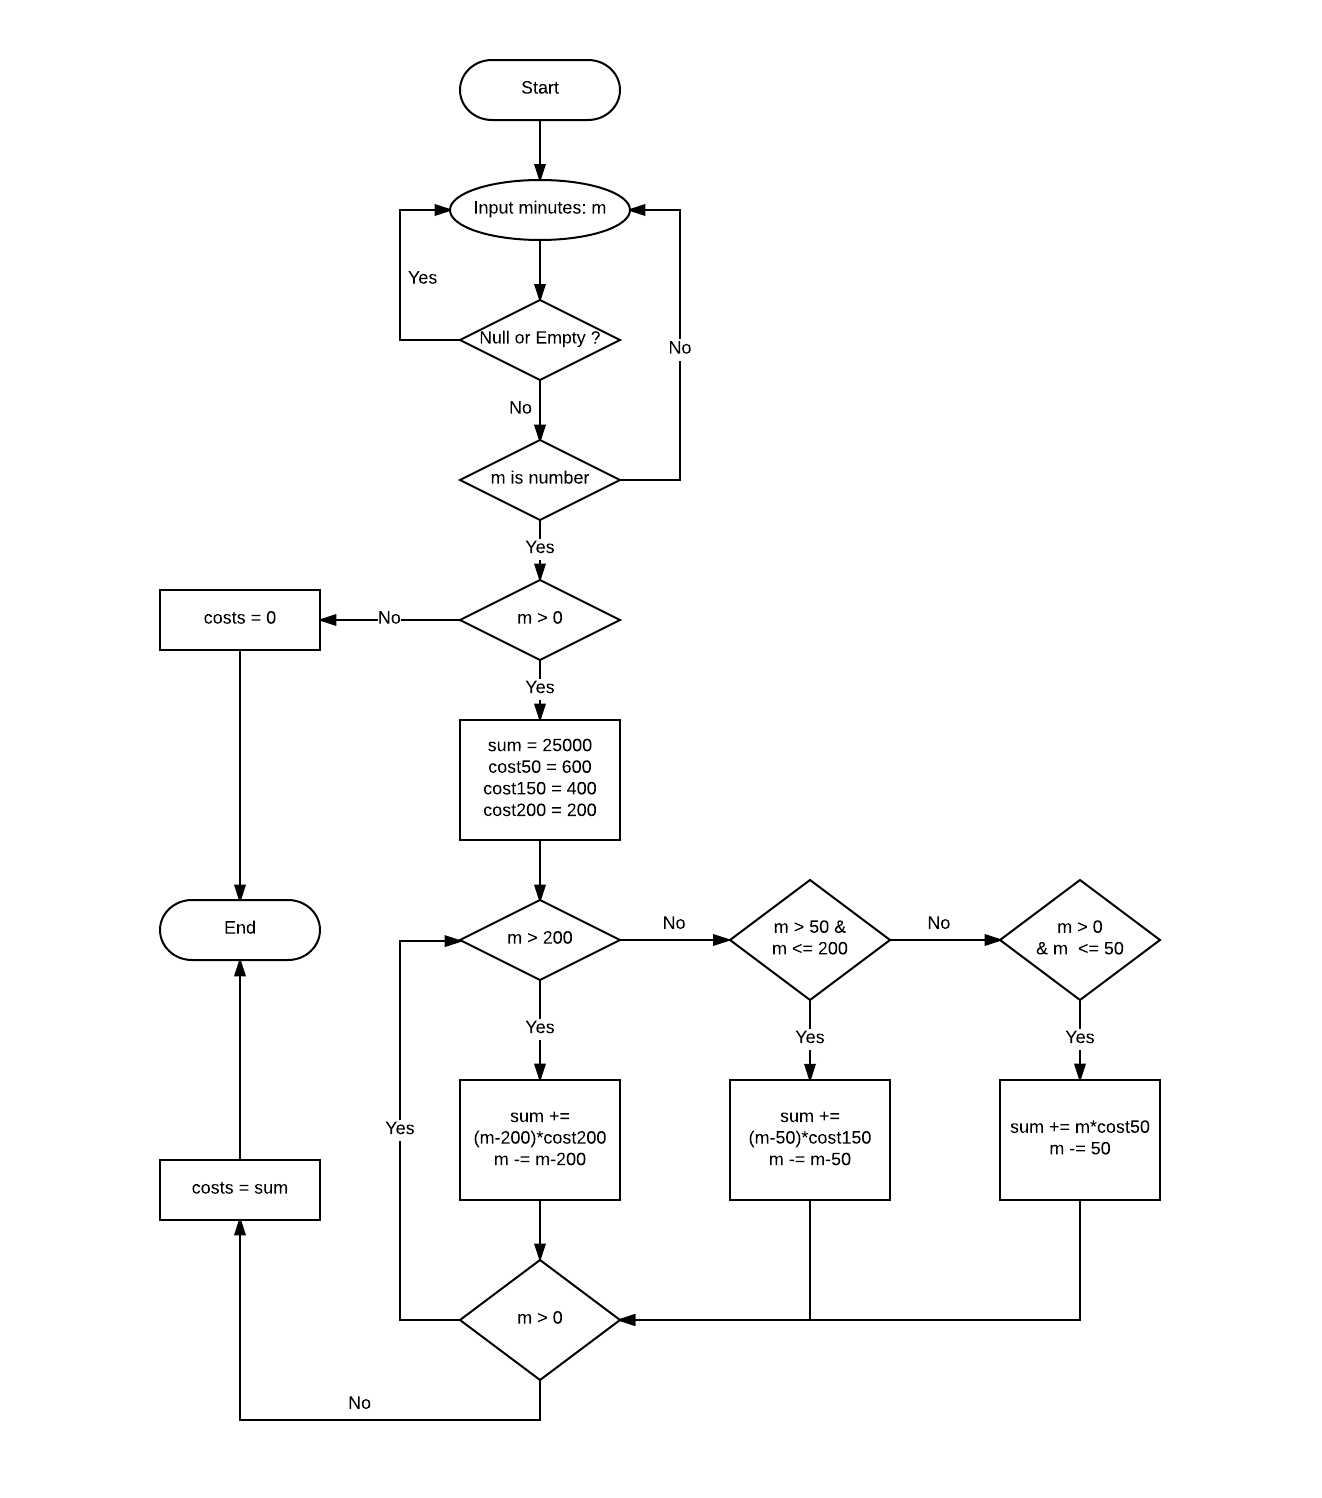 Start
Input minutes: m
Yes
Null or Empty ?
No
No
m is number
Yes
costs = 0
No
m > 0
Yes
sum = 25000
cost50 = 600
cost150 = 400
cost200 = 200
End
m > 200
No
m > 50 &
m <= 200
No
m > 0
& m  <= 50
Yes
Yes
Yes
Yes
sum +=
(m-200)*cost200
m -= m-200
sum +=
(m-50)*cost150
m -= m-50
sum += m*cost50
m -= 50
costs = sum
m > 0
No